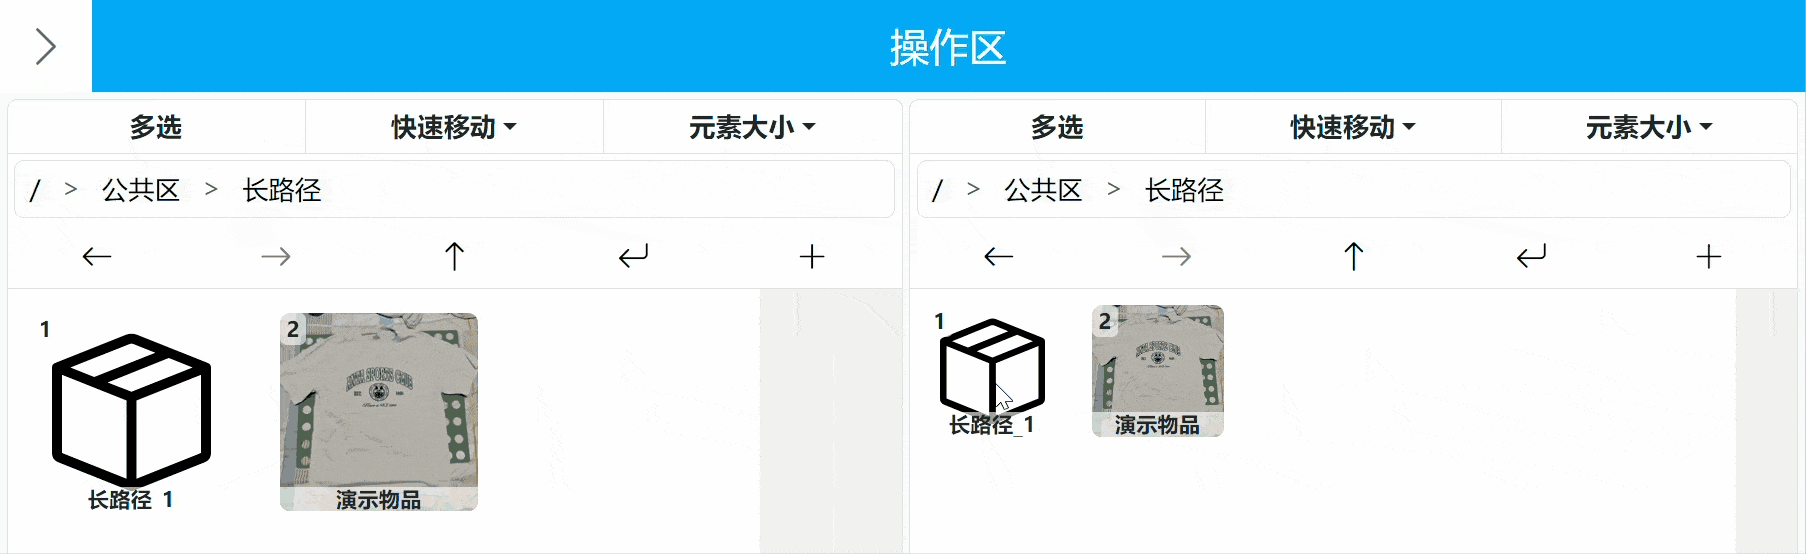 操作区
多选 快速移动 元素大小
/ > 公共区 > 长路径
1
2
长路径_1
演示物品
多选 快速移动 元素大小
/ > 公共区 > 长路径
1
2
长路径_1
演示物品